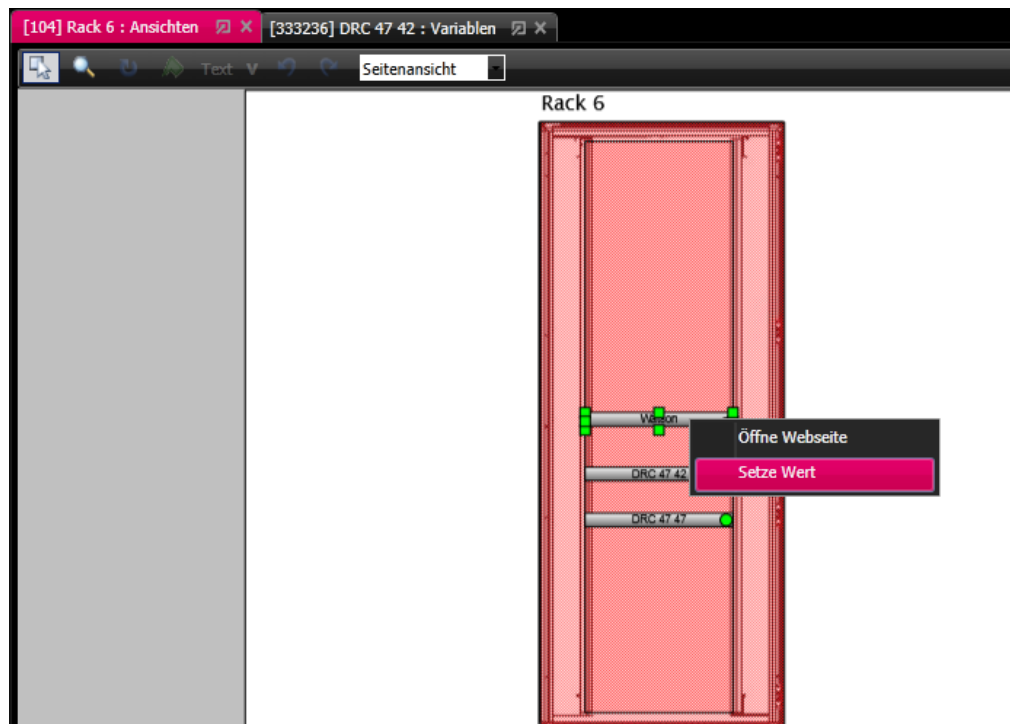 [104] Rack 6 : Ansichten
[333236] DRC 47 42 : Variablen
Text V
Seitenansicht
Rack 6
Öffne Webseite
Setze Wert
DRC 47 42
DRC 47 47